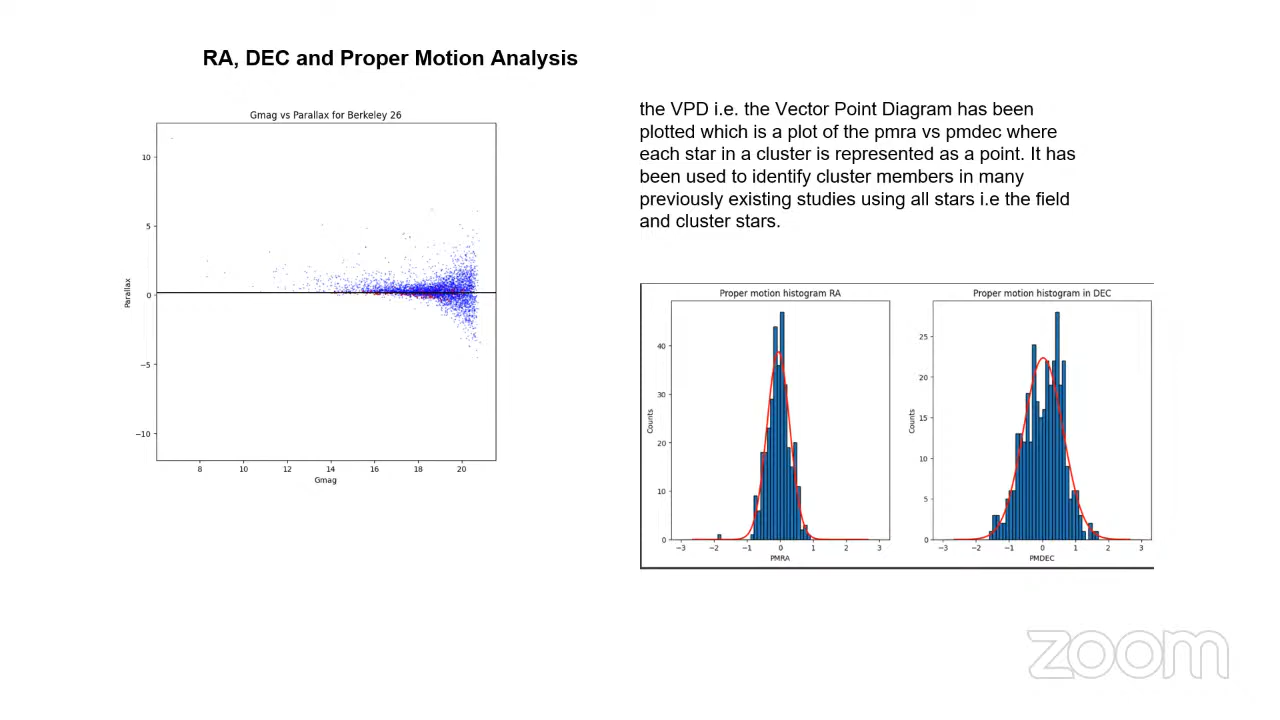 RA, DEC and Proper Motion Analysis
Gmag vs Parallax for Berkeley 26
10
5
0
−5
−10
Parallax
8 10 12 14 16 18 20
Gmag
the VPD i.e. the Vector Point Diagram has been
plotted which is a plot of the pmra vs pmdec where
each star in a cluster is represented as a point. It has
been used to identify cluster members in many
previously existing studies using all stars i.e the field
and cluster stars.
Proper motion histogram RA
40
30
20
10
0
Counts
−3 −2 −1 0 1 2 3
PMRA
Proper motion histogram in DEC
25
20
15
10
5
0
Counts
−3 −2 −1 0 1 2 3
PMDEC
zoom